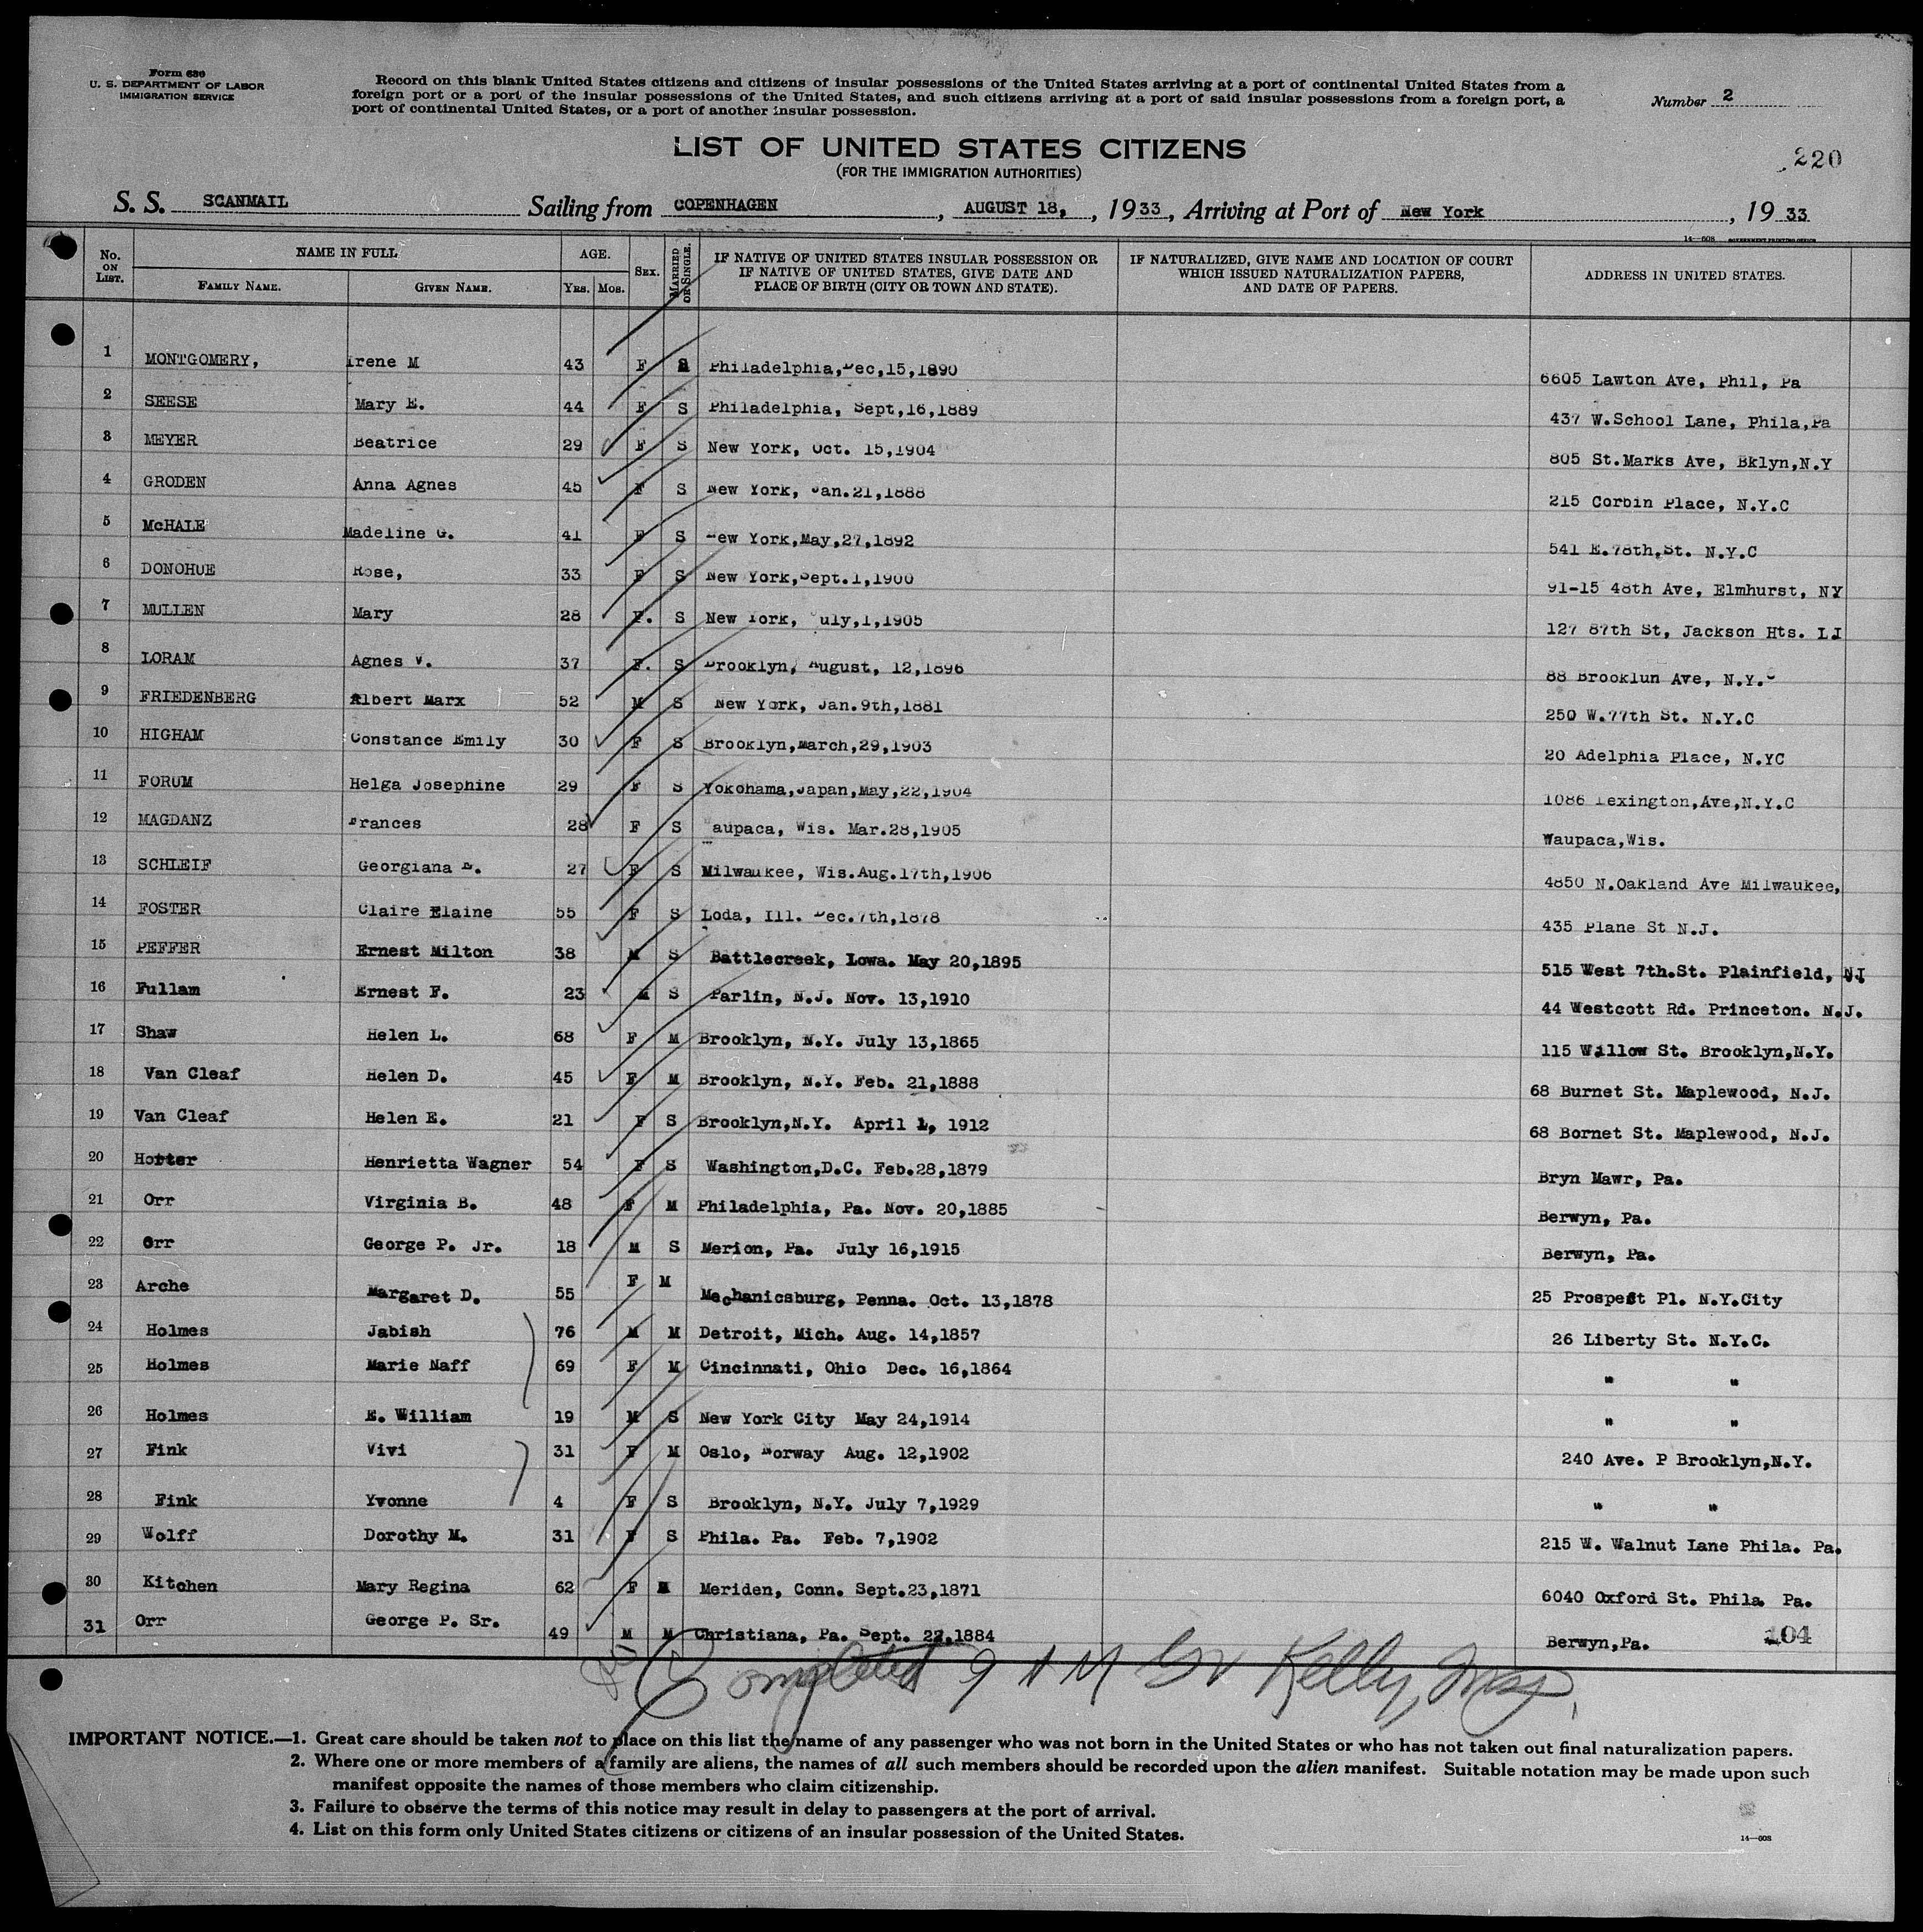 Form 630
U. S. DEPARTMENT OF LABOR
IMMIGRATION SERVICE
Record on this blank United States citizens and citizens of insular possessions of the United States arriving at a port of continental United States from a
foreign port or a port of the insular possessions of the United States, and such citizens arriving at a port of said insular possessions from a foreign port, a
port of continental United States, or a port of another insular possession.
Number 2
LIST OF UNITED STATES CITIZENS
(FOR THE IMMIGRATION AUTHORITIES)
220
S. S. SCANMAIL Sailing from COPENHAGEN, AUGUST 18, , 1933, Arriving at Port of New York, 1933
14—608 GOVERNMENT PRINTING OFFICE
No. ON LIST. NAME IN FULL FAMILY NAME. GIVEN NAME. AGE. YRS. MOS. SEX. MARRIED OR SINGLE. IF NATIVE OF UNITED STATES INSULAR POSSESSION OR IF NATIVE OF UNITED STATES, GIVE DATE AND PLACE OF BIRTH (CITY OR TOWN AND STATE). IF NATURALIZED, GIVE NAME AND LOCATION OF COURT WHICH ISSUED NATURALIZATION PAPERS, AND DATE OF PAPERS. ADDRESS IN UNITED STATES.
1 MONTGOMERY, Irene M 43 F S Philadelphia,Dec,15,1890 6605 Lawton Ave, Phil, Pa
2 SEESE Mary E. 44 F S Philadelphia, Sept,16,1889 437 W.School Lane, Phila,Pa
3 MEYER Beatrice 29 F S New York, Oct. 15,1904 805 St.Marks Ave, Bklyn,N.Y
4 GRODEN Anna Agnes 45 F S New York, Jan.21,1888 215 Corbin Place, N.Y.C
5 McHALE Madeline G. 41 F S New York,May,27,1892 541 E.78th,St. N.Y.C
6 DONOHUE Rose, 33 F S New York,Sept.1,1900 91-15 48th Ave, Elmhurst, NY
7 MULLEN Mary 28 F. S New York, July,1,1905 127 87th St, Jackson Hts. LI
8 LORAM Agnes V. 37 F. S Brooklyn, August, 12,1896 88 Brooklun Ave, N.Y.C
9 FRIEDENBERG Albert Marx 52 M S New York, Jan.9th,1881 250 W.77th St. N.Y.C
10 HIGHAM Constance Emily 30 F S Brooklyn,March,29,1903 20 Adelphia Place, N.YC
11 FORUM Helga Josephine 29 F S Yokohama,Japan,May,22,1904 1086 Lexington,Ave,N.Y.C
12 MAGDANZ Frances 28 F S Waupaca, Wis. Mar.28,1905 Waupaca,Wis.
13 SCHLEIF Georgiana E. 27 F S Milwaukee, Wis.Aug.17th,1906 4850 N.Oakland Ave Milwaukee,
14 FOSTER Claire Elaine 55 F S Loda, Ill. Dec.7th,1878 435 Plane St N.J.
15 PEFFER Ernest Milton 38 M S Battlecreek, Iowa. May 20,1895 515 West 7th.St. Plainfield, NJ
16 Fullam Ernest F. 23 M S Parlin, N.J. Nov. 13,1910 44 Westcott Rd. Princeton. N.J.
17 Shaw Helen L. 68 F M Brooklyn, N.Y. July 13,1865 115 Willow St. Brooklyn,N.Y.
18 Van Cleaf Helen D. 45 F M Brooklyn, N.Y. Feb. 21,1888 68 Burnet St. Maplewood, N.J.
19 Van Cleaf Helen E. 21 F S Brooklyn,N.Y. April 1, 1912 68 Bornet St. Maplewood, N.J.
20 Horter Henrietta Wagner 54 F S Washington,D.C. Feb.28,1879 Bryn Mawr, Pa.
21 Orr Virginia B. 48 F M Philadelphia, Pa. Nov. 20,1885 Berwyn, Pa.
22 Orr George P. Jr. 18 M S Merion, Pa. July 16,1915 Berwyn, Pa.
23 Arche Margaret D. 55 F M Mechanicsburg, Penna. Oct. 13,1878 25 Prospect Pl. N.Y.City
24 Holmes Jabish 76 M M Detroit, Mich. Aug. 14,1857 26 Liberty St. N.Y.C.
25 Holmes Marie Naff 69 F M Cincinnati, Ohio Dec. 16,1864 " "
26 Holmes E. William 19 M S New York City May 24,1914 " "
27 Fink Vivi 31 F M Oslo, Norway Aug. 12,1902 240 Ave. P Brooklyn,N.Y.
28 Fink Yvonne 4 F S Brooklyn, N.Y. July 7,1929 " "
29 Wolff Dorothy M. 31 F S Phila. Pa. Feb. 7,1902 215 W. Walnut Lane Phila. Pa.
30 Kitchen Mary Regina 62 F M Meriden, Conn. Sept.23,1871 6040 Oxford St. Phila. Pa.
31 Orr George P. Sr. 49 M M Christiana, Pa. Sept. 27,1884 Berwyn,Pa.
104
Completed 9 AM Kelly, Insp.
IMPORTANT NOTICE.—1. Great care should be taken not to place on this list the name of any passenger who was not born in the United States or who has not taken out final naturalization papers.
2. Where one or more members of a family are aliens, the names of all such members should be recorded upon the alien manifest. Suitable notation may be made upon such
manifest opposite the names of those members who claim citizenship.
3. Failure to observe the terms of this notice may result in delay to passengers at the port of arrival.
4. List on this form only United States citizens or citizens of an insular possession of the United States.
14—608